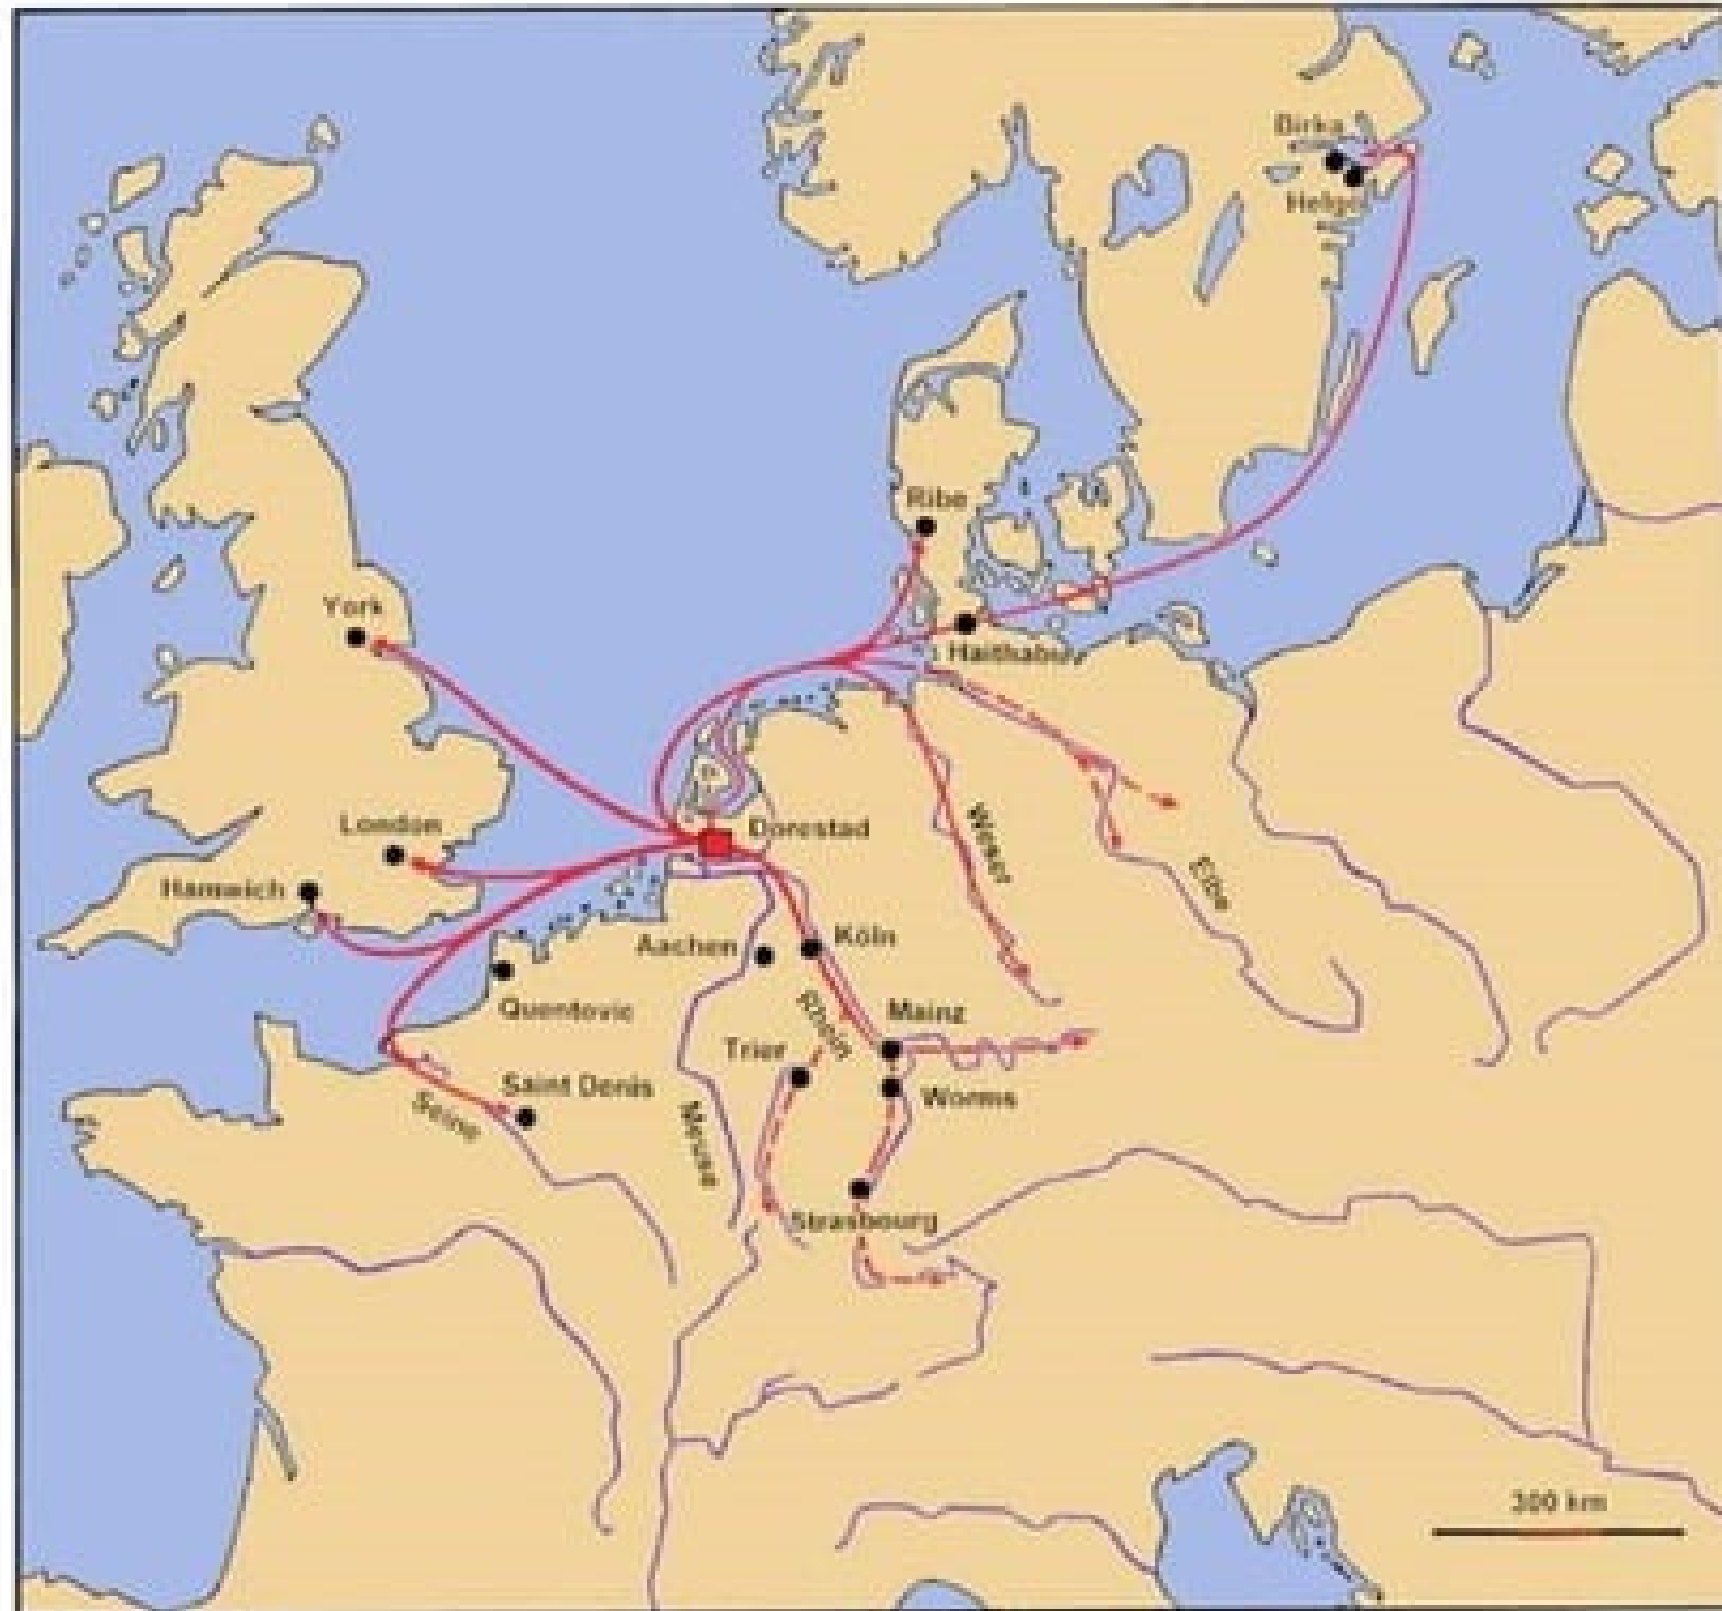 Birka
Helgö
Ribe
York
Haithabu
London
Dorestad
Weser
Elbe
Hamwich
Aachen
Köln
Quentovic
Rhein
Mainz
Trier
Saint Denis
Worms
Seine
Meuse
Strasbourg
300 km